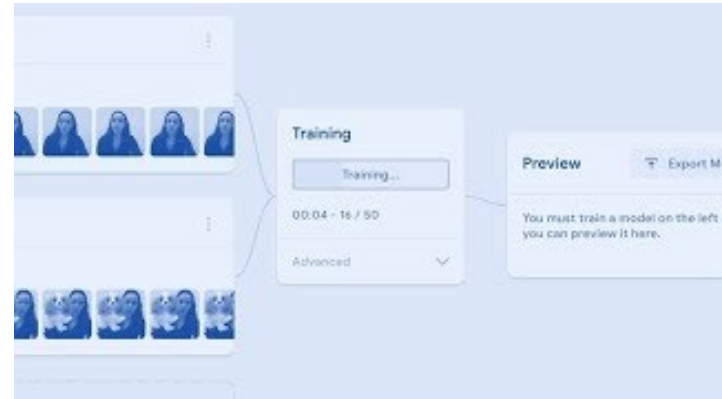 Training
Training...
00:04 - 16 / 50
Advanced
Preview
Export M
You must train a model on the left
you can preview it here.